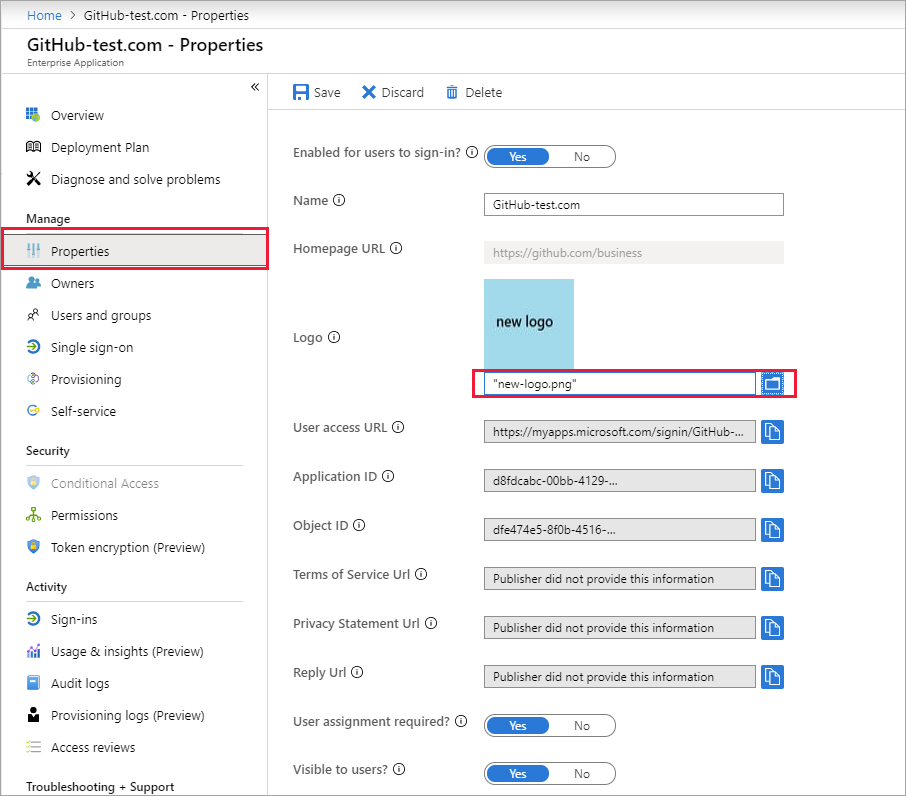 Home > GitHub-test.com - Properties
GitHub-test.com - Properties
Enterprise Application
«
Overview
Deployment Plan
Diagnose and solve problems
Manage
Properties
Owners
Users and groups
Single sign-on
Provisioning
Self-service
Security
Conditional Access
Permissions
Token encryption (Preview)
Activity
Sign-ins
Usage & insights (Preview)
Audit logs
Provisioning logs (Preview)
Access reviews
Troubleshooting + Support
Save Discard Delete
Enabled for users to sign-in? Yes No
Name GitHub-test.com
Homepage URL https://github.com/business
new logo
Logo
"new-logo.png"
User access URL https://myapps.microsoft.com/signin/GitHub-...
Application ID d8fdcabc-00bb-4129-...
Object ID dfe474e5-8f0b-4516-...
Terms of Service Url Publisher did not provide this information
Privacy Statement Url Publisher did not provide this information
Reply Url Publisher did not provide this information
User assignment required? Yes No
Visible to users? Yes No